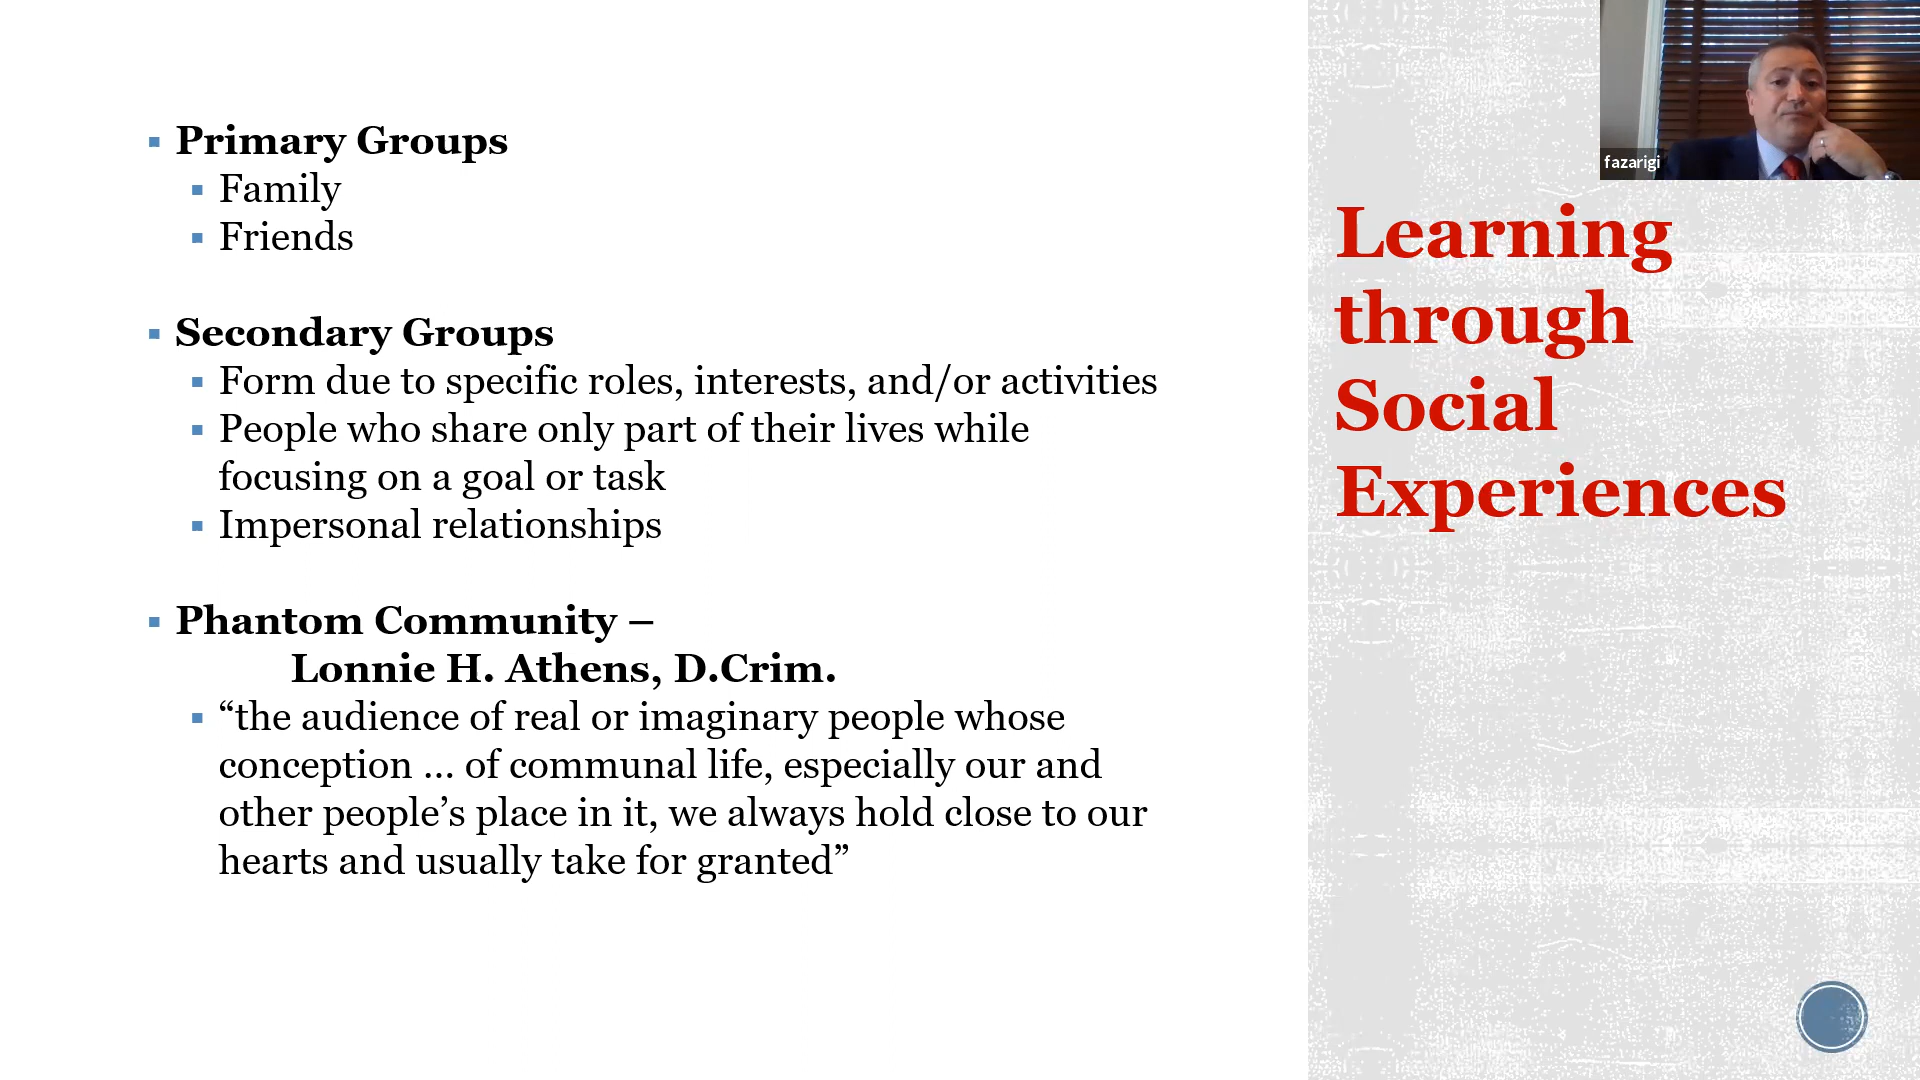 Primary Groups
Family
Friends
Secondary Groups
Form due to specific roles, interests, and/or activities
People who share only part of their lives while
focusing on a goal or task
Impersonal relationships
Phantom Community –
Lonnie H. Athens, D.Crim.
“the audience of real or imaginary people whose
conception … of communal life, especially our and
other people’s place in it, we always hold close to our
hearts and usually take for granted”
fazarigi
Learning
through
Social
Experiences